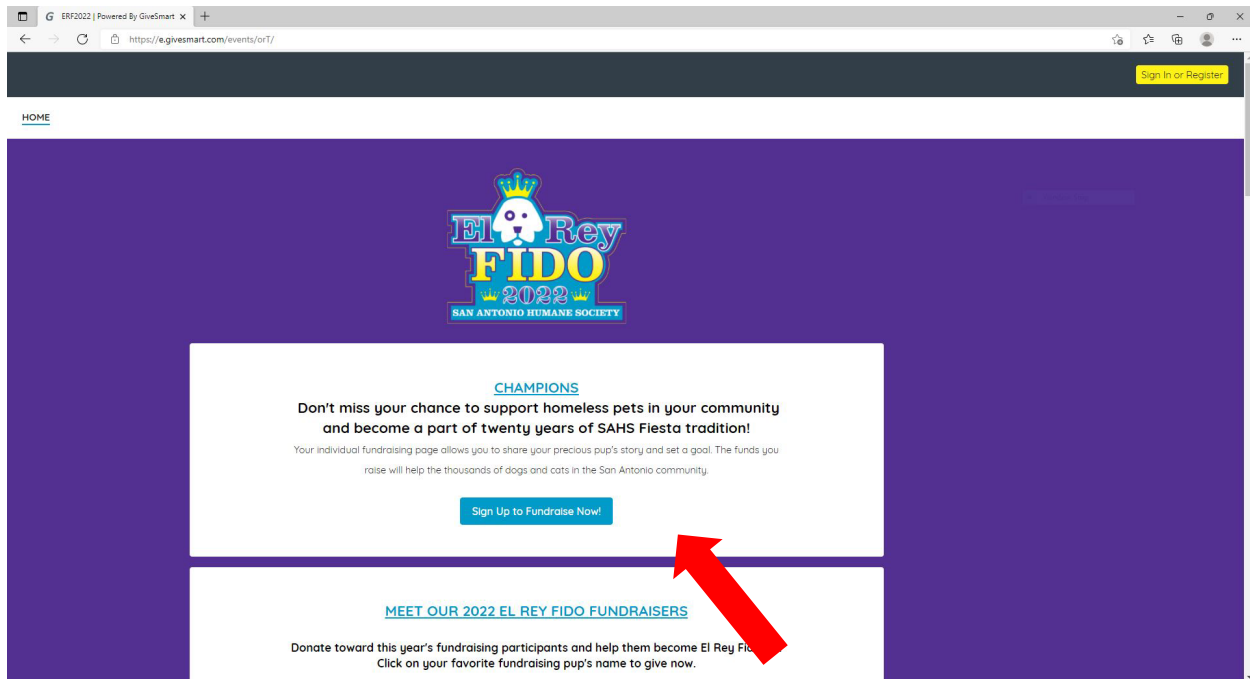 ERF2022 | Powered By GiveSmart
https://e.givesmart.com/events/orT/
Sign In or Register
HOME
El Rey
FIDO
2022
SAN ANTONIO HUMANE SOCIETY
CHAMPIONS
Don't miss your chance to support homeless pets in your community
and become a part of twenty years of SAHS Fiesta tradition!
Your individual fundraising page allows you to share your precious pup's story and set a goal. The funds you
raise will help the thousands of dogs and cats in the San Antonio community.
Sign Up to Fundraise Now!
MEET OUR 2022 EL REY FIDO FUNDRAISERS
Donate toward this year's fundraising participants and help them become El Rey
Click on your favorite fundraising pup's name to give now.